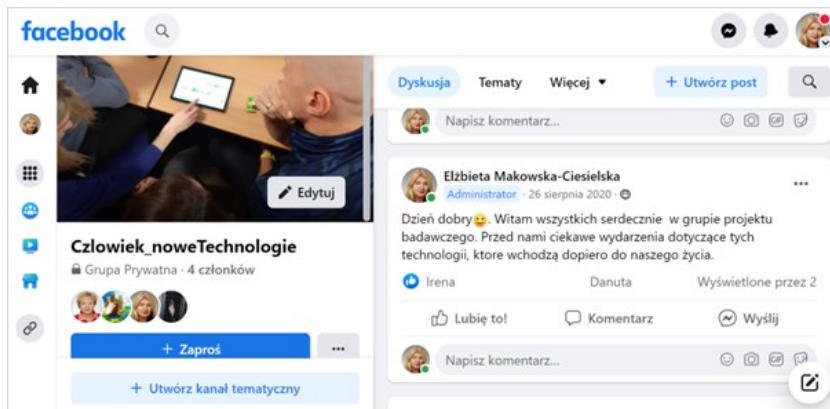 facebook
Edytuj
Czlowiek_noweTechnologie
Grupa Prywatna · 4 członków
+ Zaproś
+ Utwórz kanał tematyczny
Dyskusja Tematy Więcej
+ Utwórz post
Napisz komentarz...
GIF
Elżbieta Makowska-Ciesielska
Administrator · 26 sierpnia 2020 ·
Dzień dobry😃. Witam wszystkich serdecznie w grupie projektu
badawczego. Przed nami ciekawe wydarzenia dotyczące tych
technologii, ktore wchodzą dopiero do naszego życia.
Irena Danuta Wyświetlone przez 2
Lubię to! Komentarz Wyślij
Napisz komentarz...
GIF